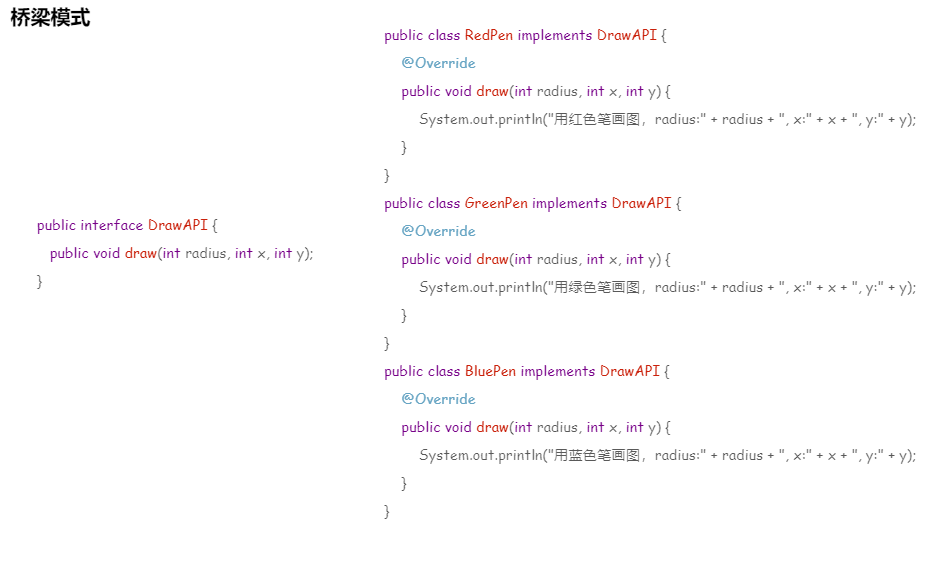 桥梁模式
public interface DrawAPI {
public void draw(int radius, int x, int y);
}
public class RedPen implements DrawAPI {
@Override
public void draw(int radius, int x, int y) {
System.out.println("用红色笔画图，radius:" + radius + ", x:" + x + ", y:" + y);
}
}
public class GreenPen implements DrawAPI {
@Override
public void draw(int radius, int x, int y) {
System.out.println("用绿色笔画图，radius:" + radius + ", x:" + x + ", y:" + y);
}
}
public class BluePen implements DrawAPI {
@Override
public void draw(int radius, int x, int y) {
System.out.println("用蓝色笔画图，radius:" + radius + ", x:" + x + ", y:" + y);
}
}